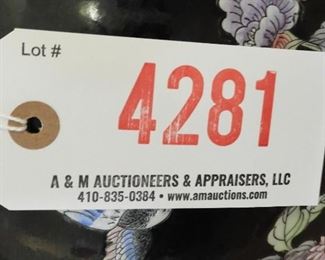 Lot #
4281
A & M AUCTIONEERS & APPRAISERS, LLC
410-835-0384 • www.amauctions.com